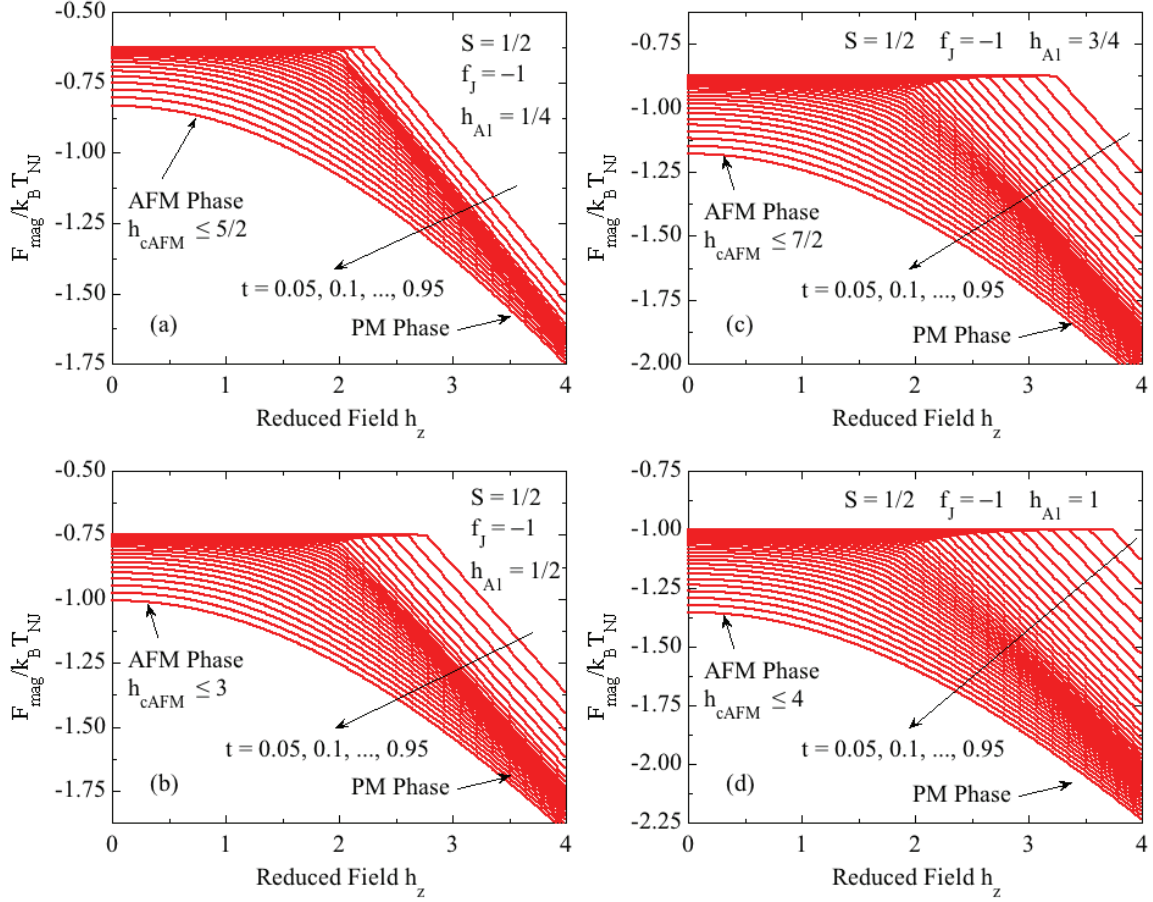 -0.50
-0.75
-1.00
-1.25
-1.50
-1.75
F_mag/k_B T_NJ
S = 1/2
f_J = −1
h_A1 = 1/4
AFM Phase
h_cAFM ≤ 5/2
t = 0.05, 0.1, ..., 0.95
PM Phase
(a)
0 1 2 3 4
Reduced Field h_z
-0.75
-1.00
-1.25
-1.50
-1.75
-2.00
F_mag/k_B T_NJ
S = 1/2 f_J = −1 h_A1 = 3/4
AFM Phase
h_cAFM ≤ 7/2
t = 0.05, 0.1, ..., 0.95
PM Phase
(c)
0 1 2 3 4
Reduced Field h_z
-0.50
-0.75
-1.00
-1.25
-1.50
-1.75
F_mag/k_B T_NJ
S = 1/2
f_J = −1
h_A1 = 1/2
AFM Phase
h_cAFM ≤ 3
t = 0.05, 0.1, ..., 0.95
PM Phase
(b)
0 1 2 3 4
Reduced Field h_z
-0.75
-1.00
-1.25
-1.50
-1.75
-2.00
-2.25
F_mag/k_B T_NJ
S = 1/2 f_J = −1 h_A1 = 1
AFM Phase
h_cAFM ≤ 4
t = 0.05, 0.1, ..., 0.95
PM Phase
(d)
0 1 2 3 4
Reduced Field h_z